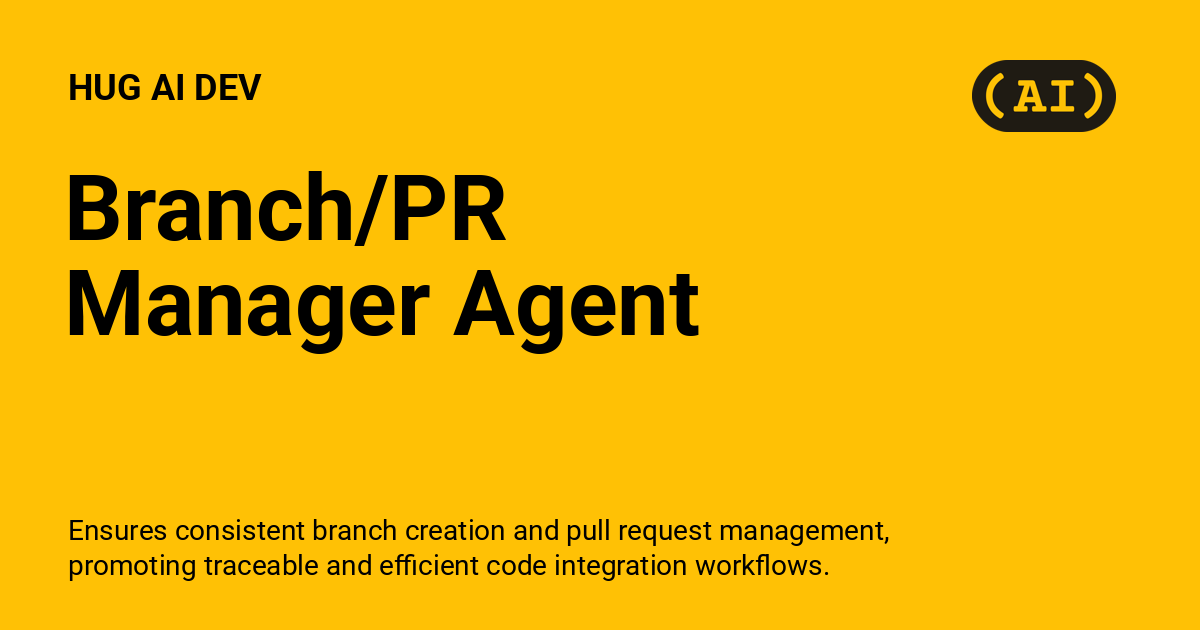 HUG AI DEV
(AI)
Branch/PR
Manager Agent
Ensures consistent branch creation and pull request management,
promoting traceable and efficient code integration workflows.